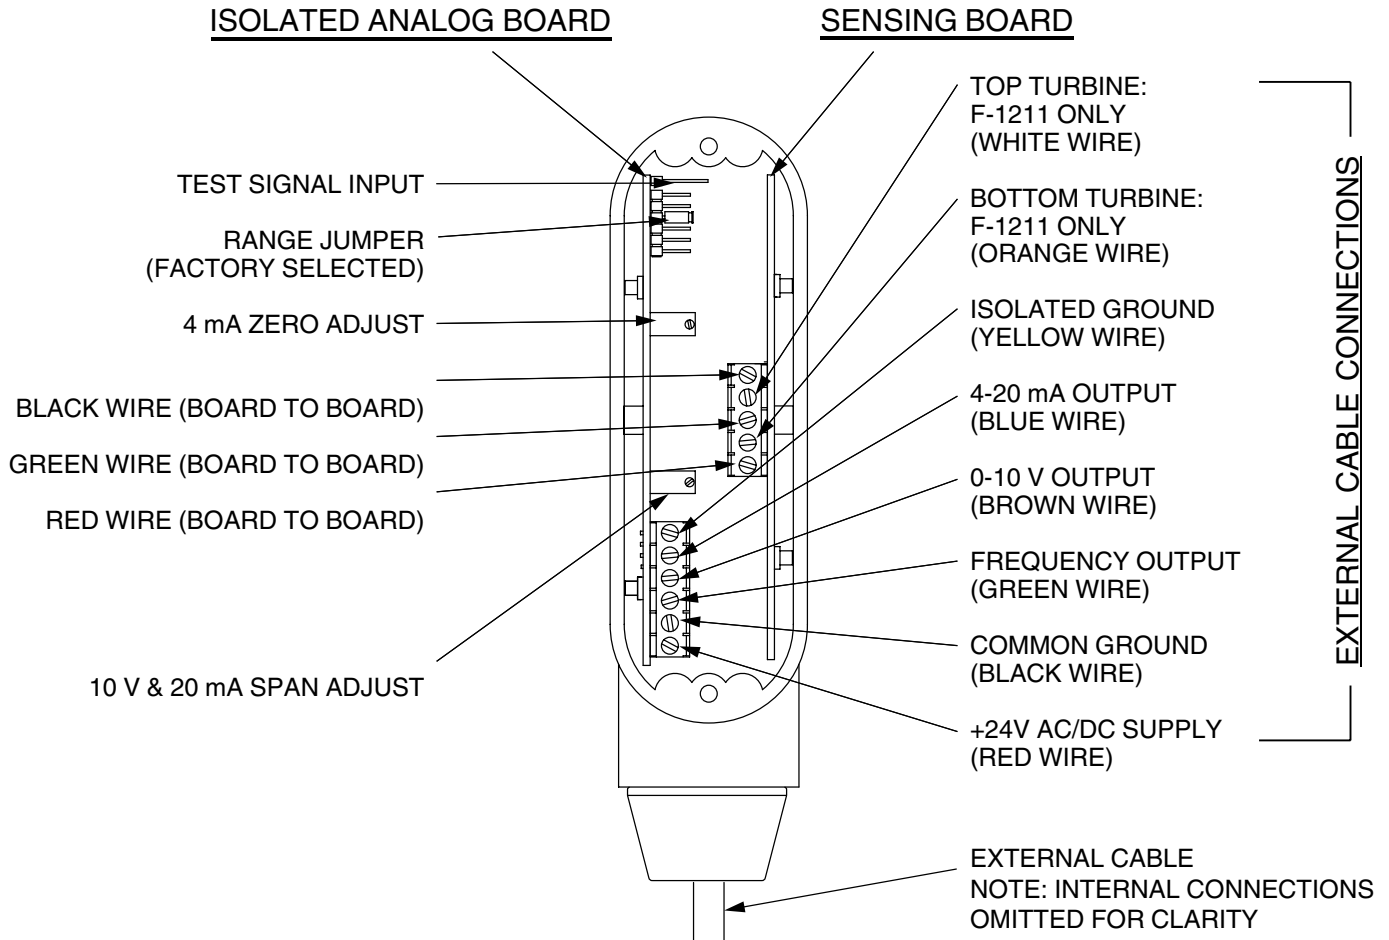 ISOLATED ANALOG BOARD
SENSING BOARD
TEST SIGNAL INPUT
RANGE JUMPER
(FACTORY SELECTED)
4 mA ZERO ADJUST
BLACK WIRE (BOARD TO BOARD)
GREEN WIRE (BOARD TO BOARD)
RED WIRE (BOARD TO BOARD)
10 V & 20 mA SPAN ADJUST
TOP TURBINE:
F-1211 ONLY
(WHITE WIRE)
BOTTOM TURBINE:
F-1211 ONLY
(ORANGE WIRE)
ISOLATED GROUND
(YELLOW WIRE)
4-20 mA OUTPUT
(BLUE WIRE)
0-10 V OUTPUT
(BROWN WIRE)
FREQUENCY OUTPUT
(GREEN WIRE)
COMMON GROUND
(BLACK WIRE)
+24V AC/DC SUPPLY
(RED WIRE)
EXTERNAL CABLE CONNECTIONS
EXTERNAL CABLE
NOTE: INTERNAL CONNECTIONS
OMITTED FOR CLARITY